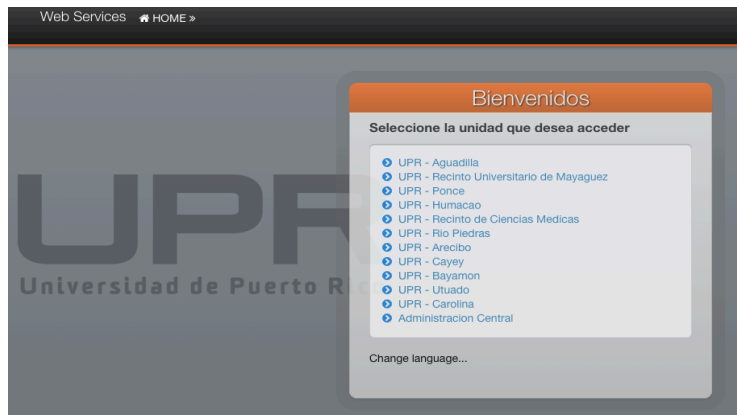 Web Services HOME »
Bienvenidos
Seleccione la unidad que desea acceder
UPR - Aguadilla
UPR - Recinto Universitario de Mayaguez
UPR - Ponce
UPR - Humacao
UPR - Recinto de Ciencias Medicas
UPR - Rio Piedras
UPR - Arecibo
UPR - Cayey
UPR - Bayamon
UPR - Utuado
UPR - Carolina
Administracion Central
Change language...
UPR
Universidad de Puerto Rico